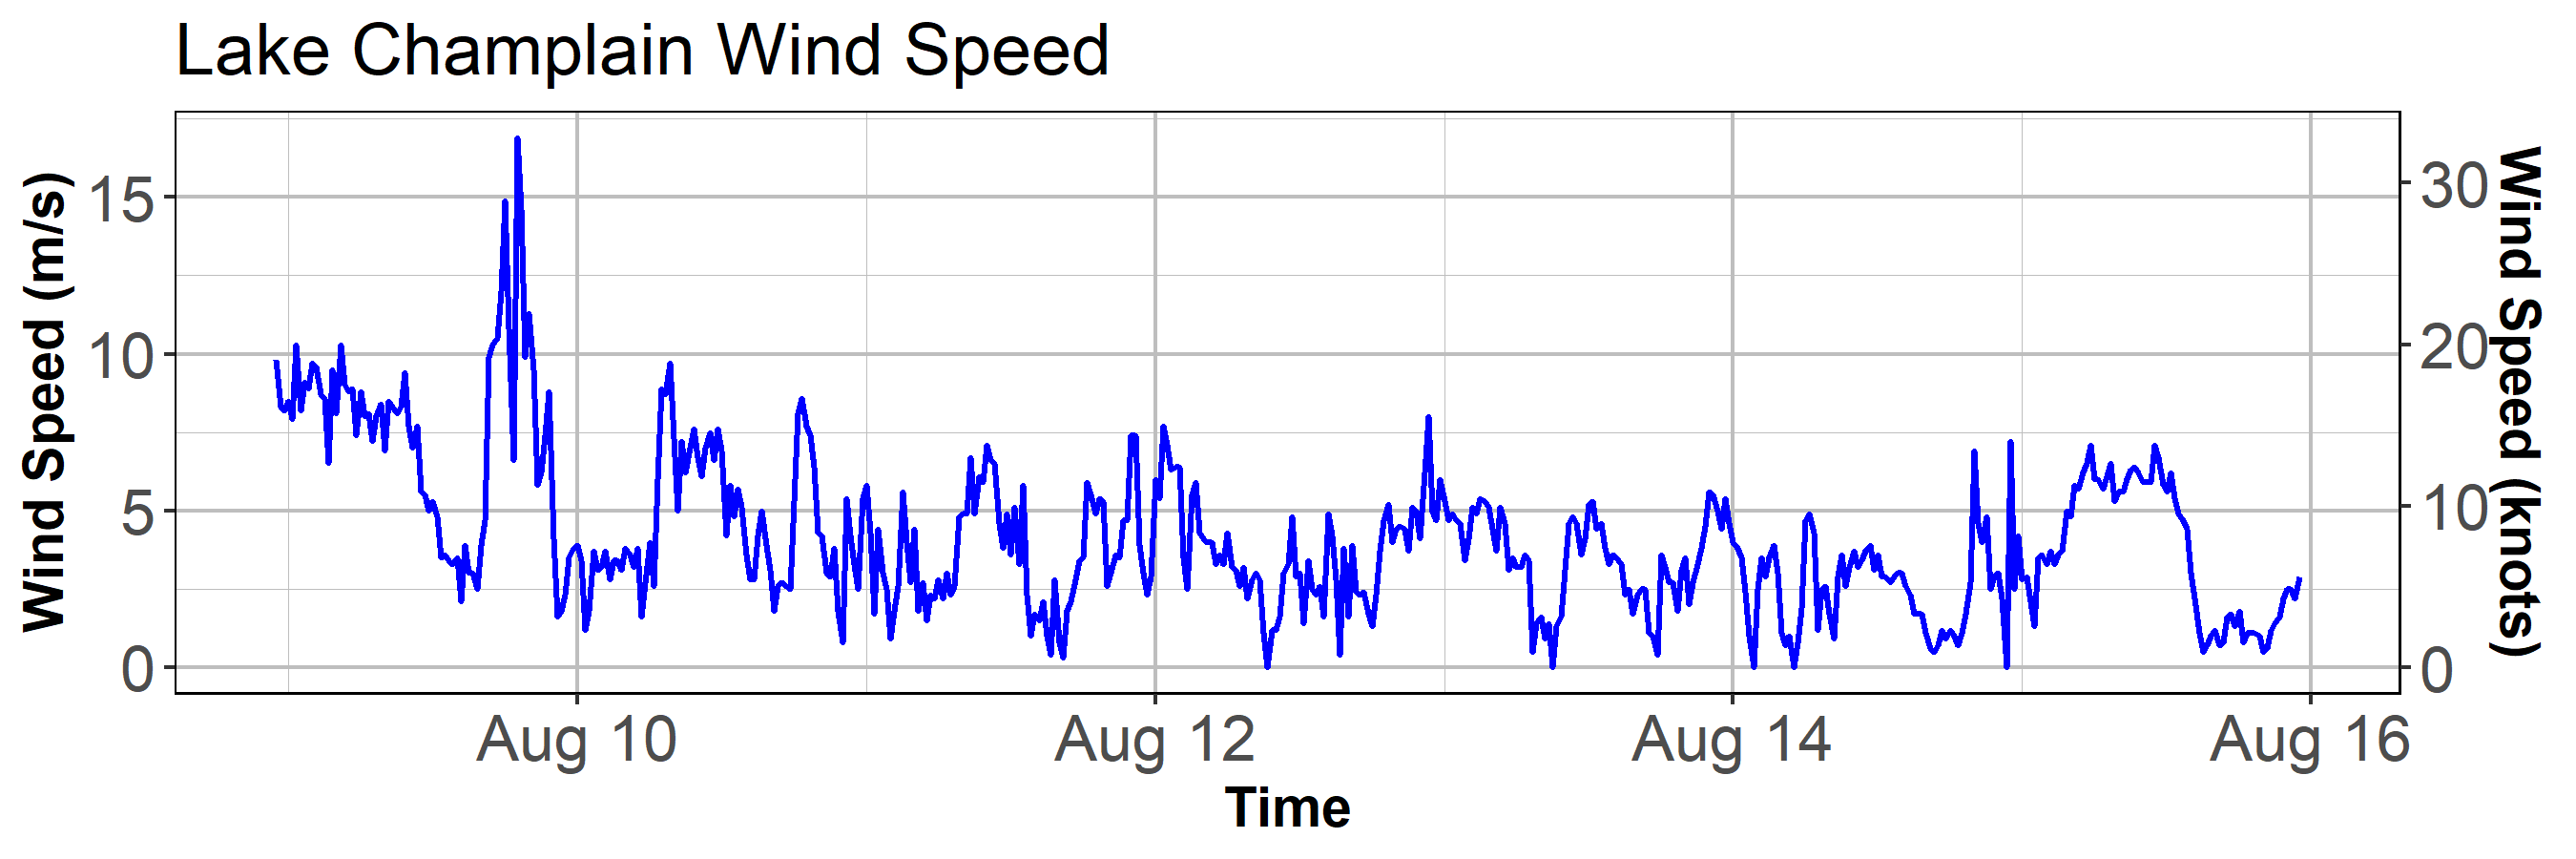 Lake Champlain Wind Speed
Wind Speed (m/s)
15
10
5
0
30
20
10
0
Wind Speed (knots)
Aug 10
Aug 12
Aug 14
Aug 16
Time